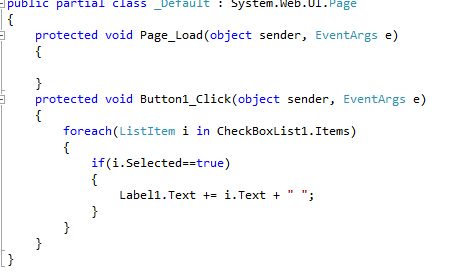 public partial class _Default : System.Web.UI.Page
{
protected void Page_Load(object sender, EventArgs e)
{
}
protected void Button1_Click(object sender, EventArgs e)
{
foreach(ListItem i in CheckBoxList1.Items)
{
if(i.Selected==true)
{
Label1.Text += i.Text + " ";
}
}
}
}